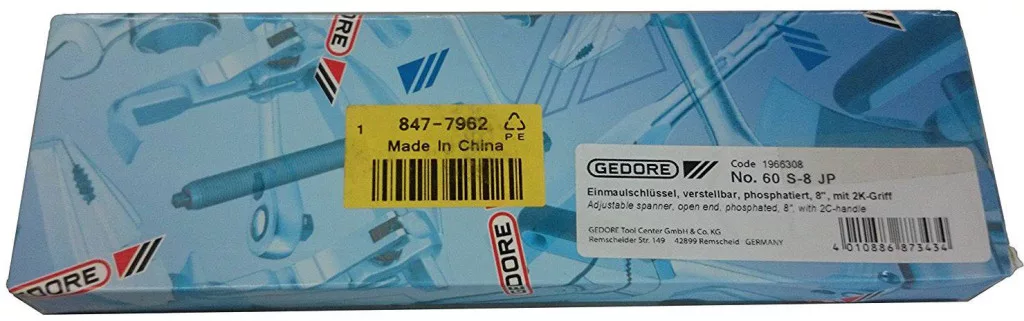 GEDORE
1 847-7962
PE
Made In China
GEDORE
Code 1966308
No. 60 S-8 JP
Einmaulschlüssel, verstellbar, phosphatiert, 8", mit 2K-Griff
Adjustable spanner, open end, phosphated, 8", with 2C-handle
GEDORE Tool Center GmbH & Co. KG
Remscheider Str. 149 42899 Remscheid GERMANY
4 010886 873434
GEDORE
GEDORE